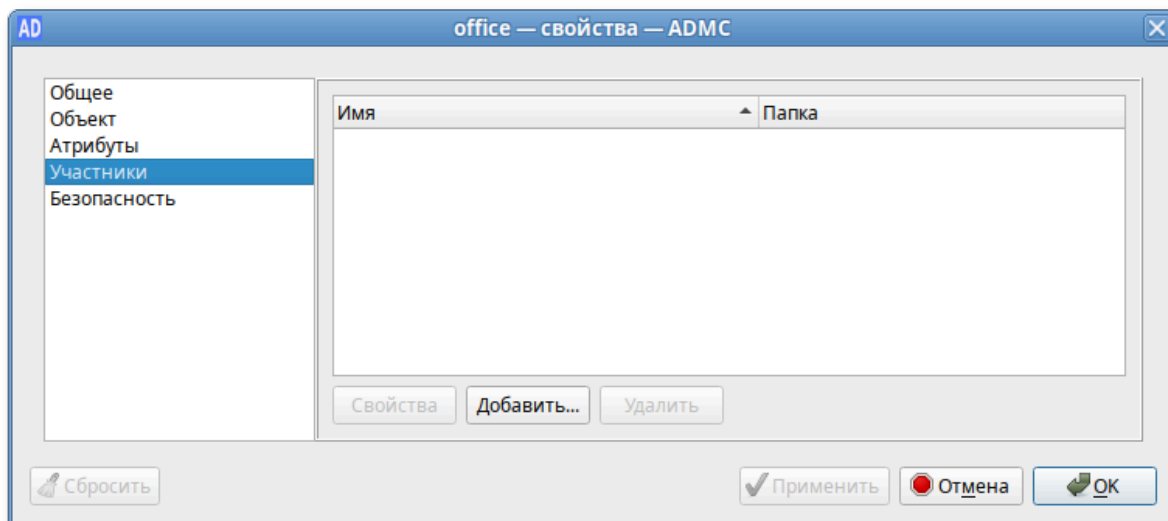 AD office — свойства — ADMC
Общее
Объект
Атрибуты
Участники
Безопасность
Имя Папка
Свойства Добавить... Удалить
Сбросить Применить Отмена OK